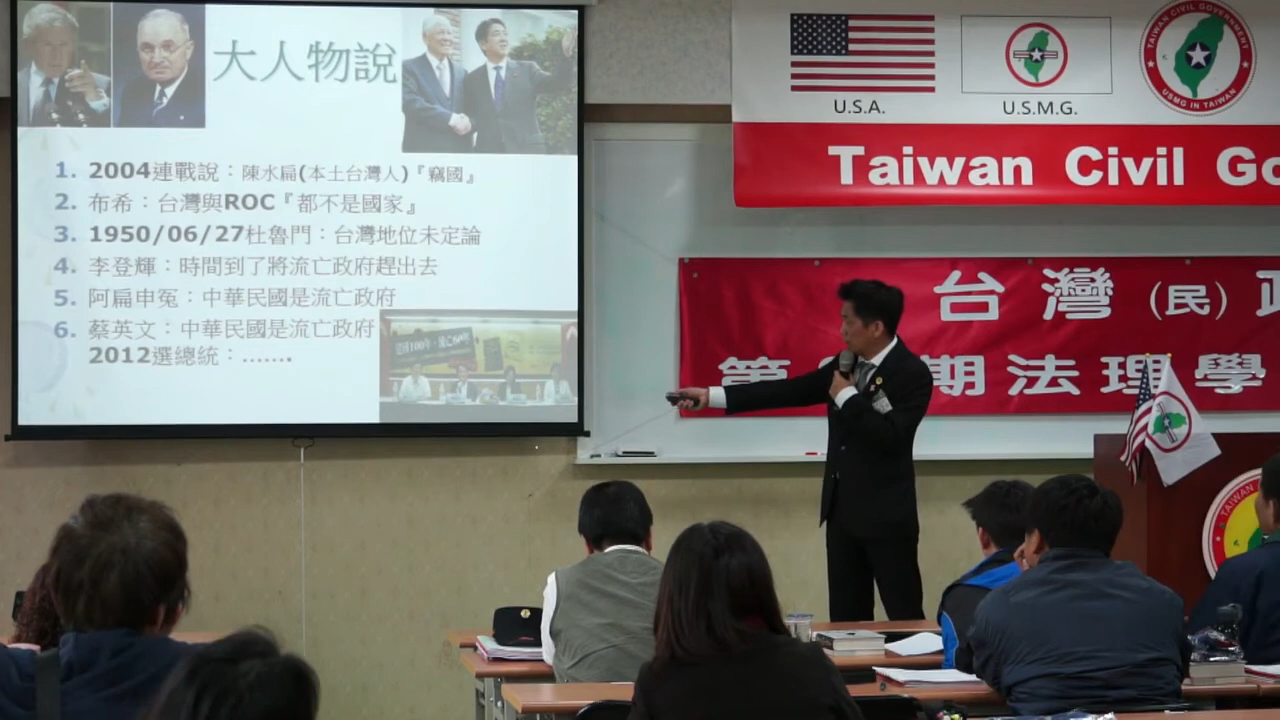 大人物說
1. 2004連戰說：陳水扁(本土台灣人)『竊國』
2. 布希：台灣與ROC『都不是國家』
3. 1950/06/27杜魯門：台灣地位未定論
4. 李登輝：時間到了將流亡政府趕出去
5. 阿扁申冤：中華民國是流亡政府
6. 蔡英文：中華民國是流亡政府
2012選總統：.......
U.S.A.
U.S.M.G.
TAIWAN CIVIL GOVERNMENT
USMG IN TAIWAN
Taiwan Civil Go
台灣(民)政
第 期法理學
TAIWAN